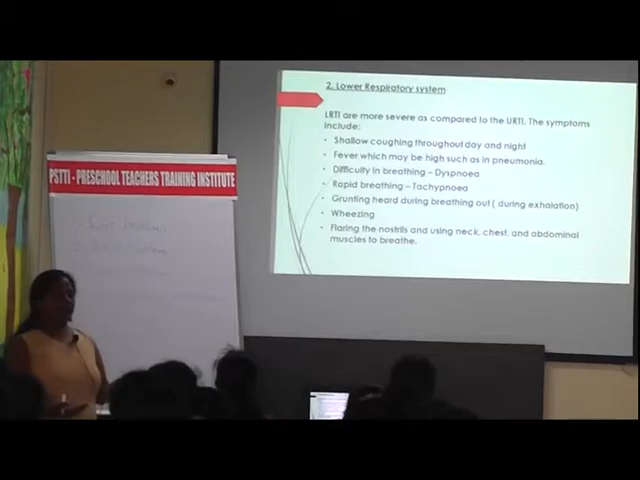 2. Lower Respiratory system
LRTI are more severe as compared to the URTI. The symptoms
include:
• Shallow coughing throughout day and night
• Fever which may be high such as in pneumonia.
• Difficulty in breathing – Dyspnoea
• Rapid breathing – Tachypnoea
• Grunting heard during breathing out ( during exhalation)
• Wheezing
• Flaring the nostrils and using neck, chest, and abdominal
muscles to breathe.
PSTTI - PRESCHOOL TEACHERS TRAINING INSTITUTE